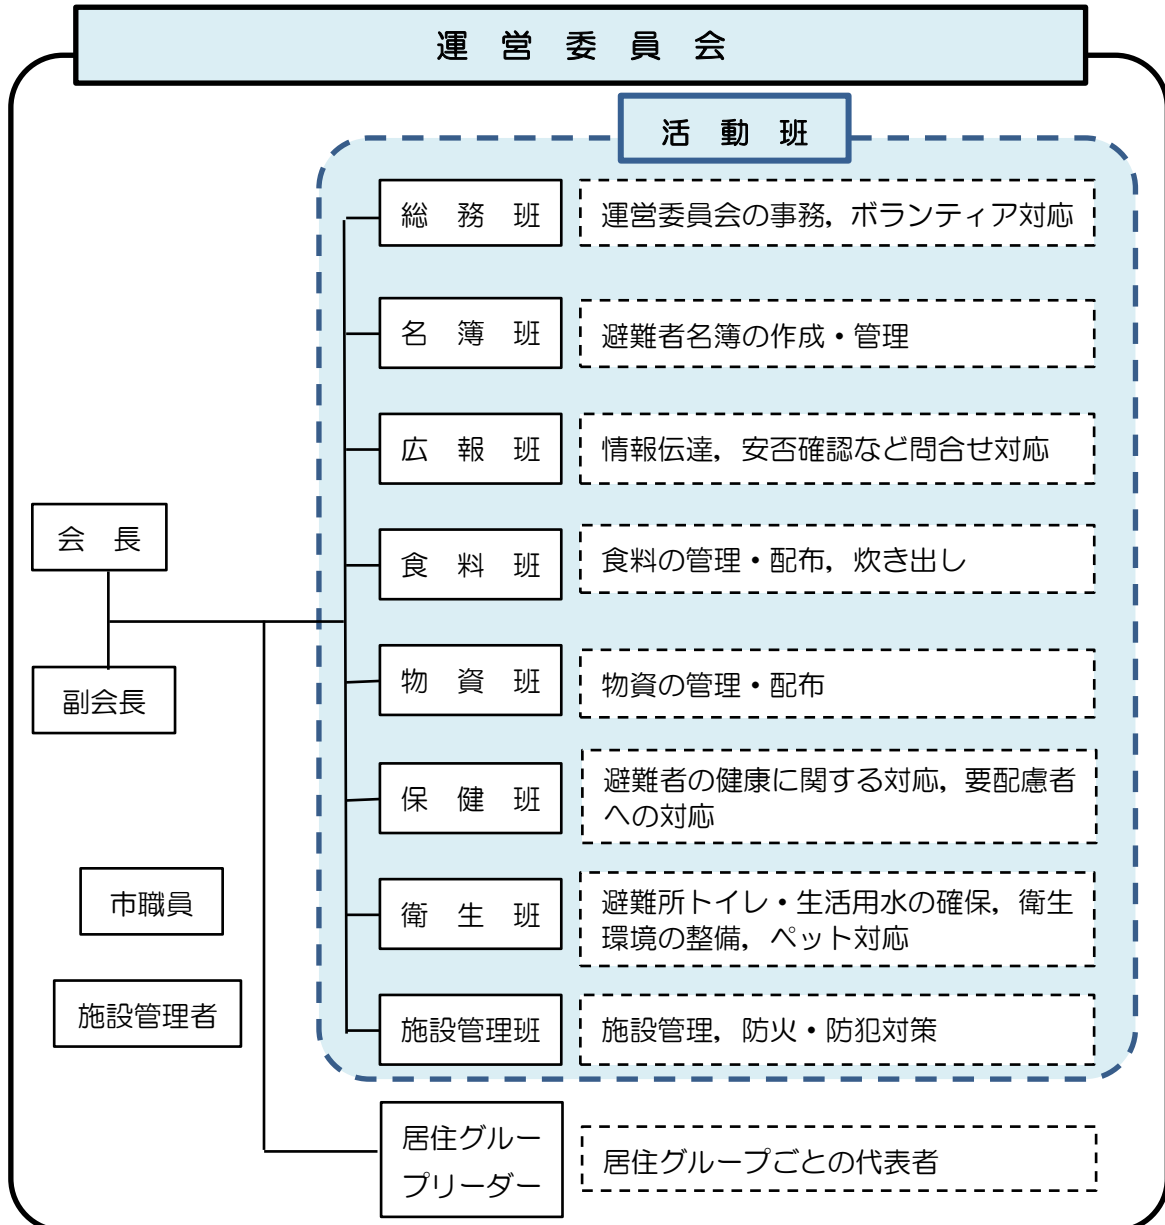 運 営 委 員 会
活 動 班
総 務 班
運営委員会の事務，ボランティア対応
名 簿 班
避難者名簿の作成・管理
広 報 班
情報伝達，安否確認など問合せ対応
会 長
食 料 班
食料の管理・配布，炊き出し
副会長
物 資 班
物資の管理・配布
保 健 班
避難者の健康に関する対応，要配慮者
への対応
市職員
衛 生 班
避難所トイレ・生活用水の確保，衛生
環境の整備，ペット対応
施設管理者
施設管理班
施設管理，防火・防犯対策
居住グルー
プリーダー
居住グループごとの代表者